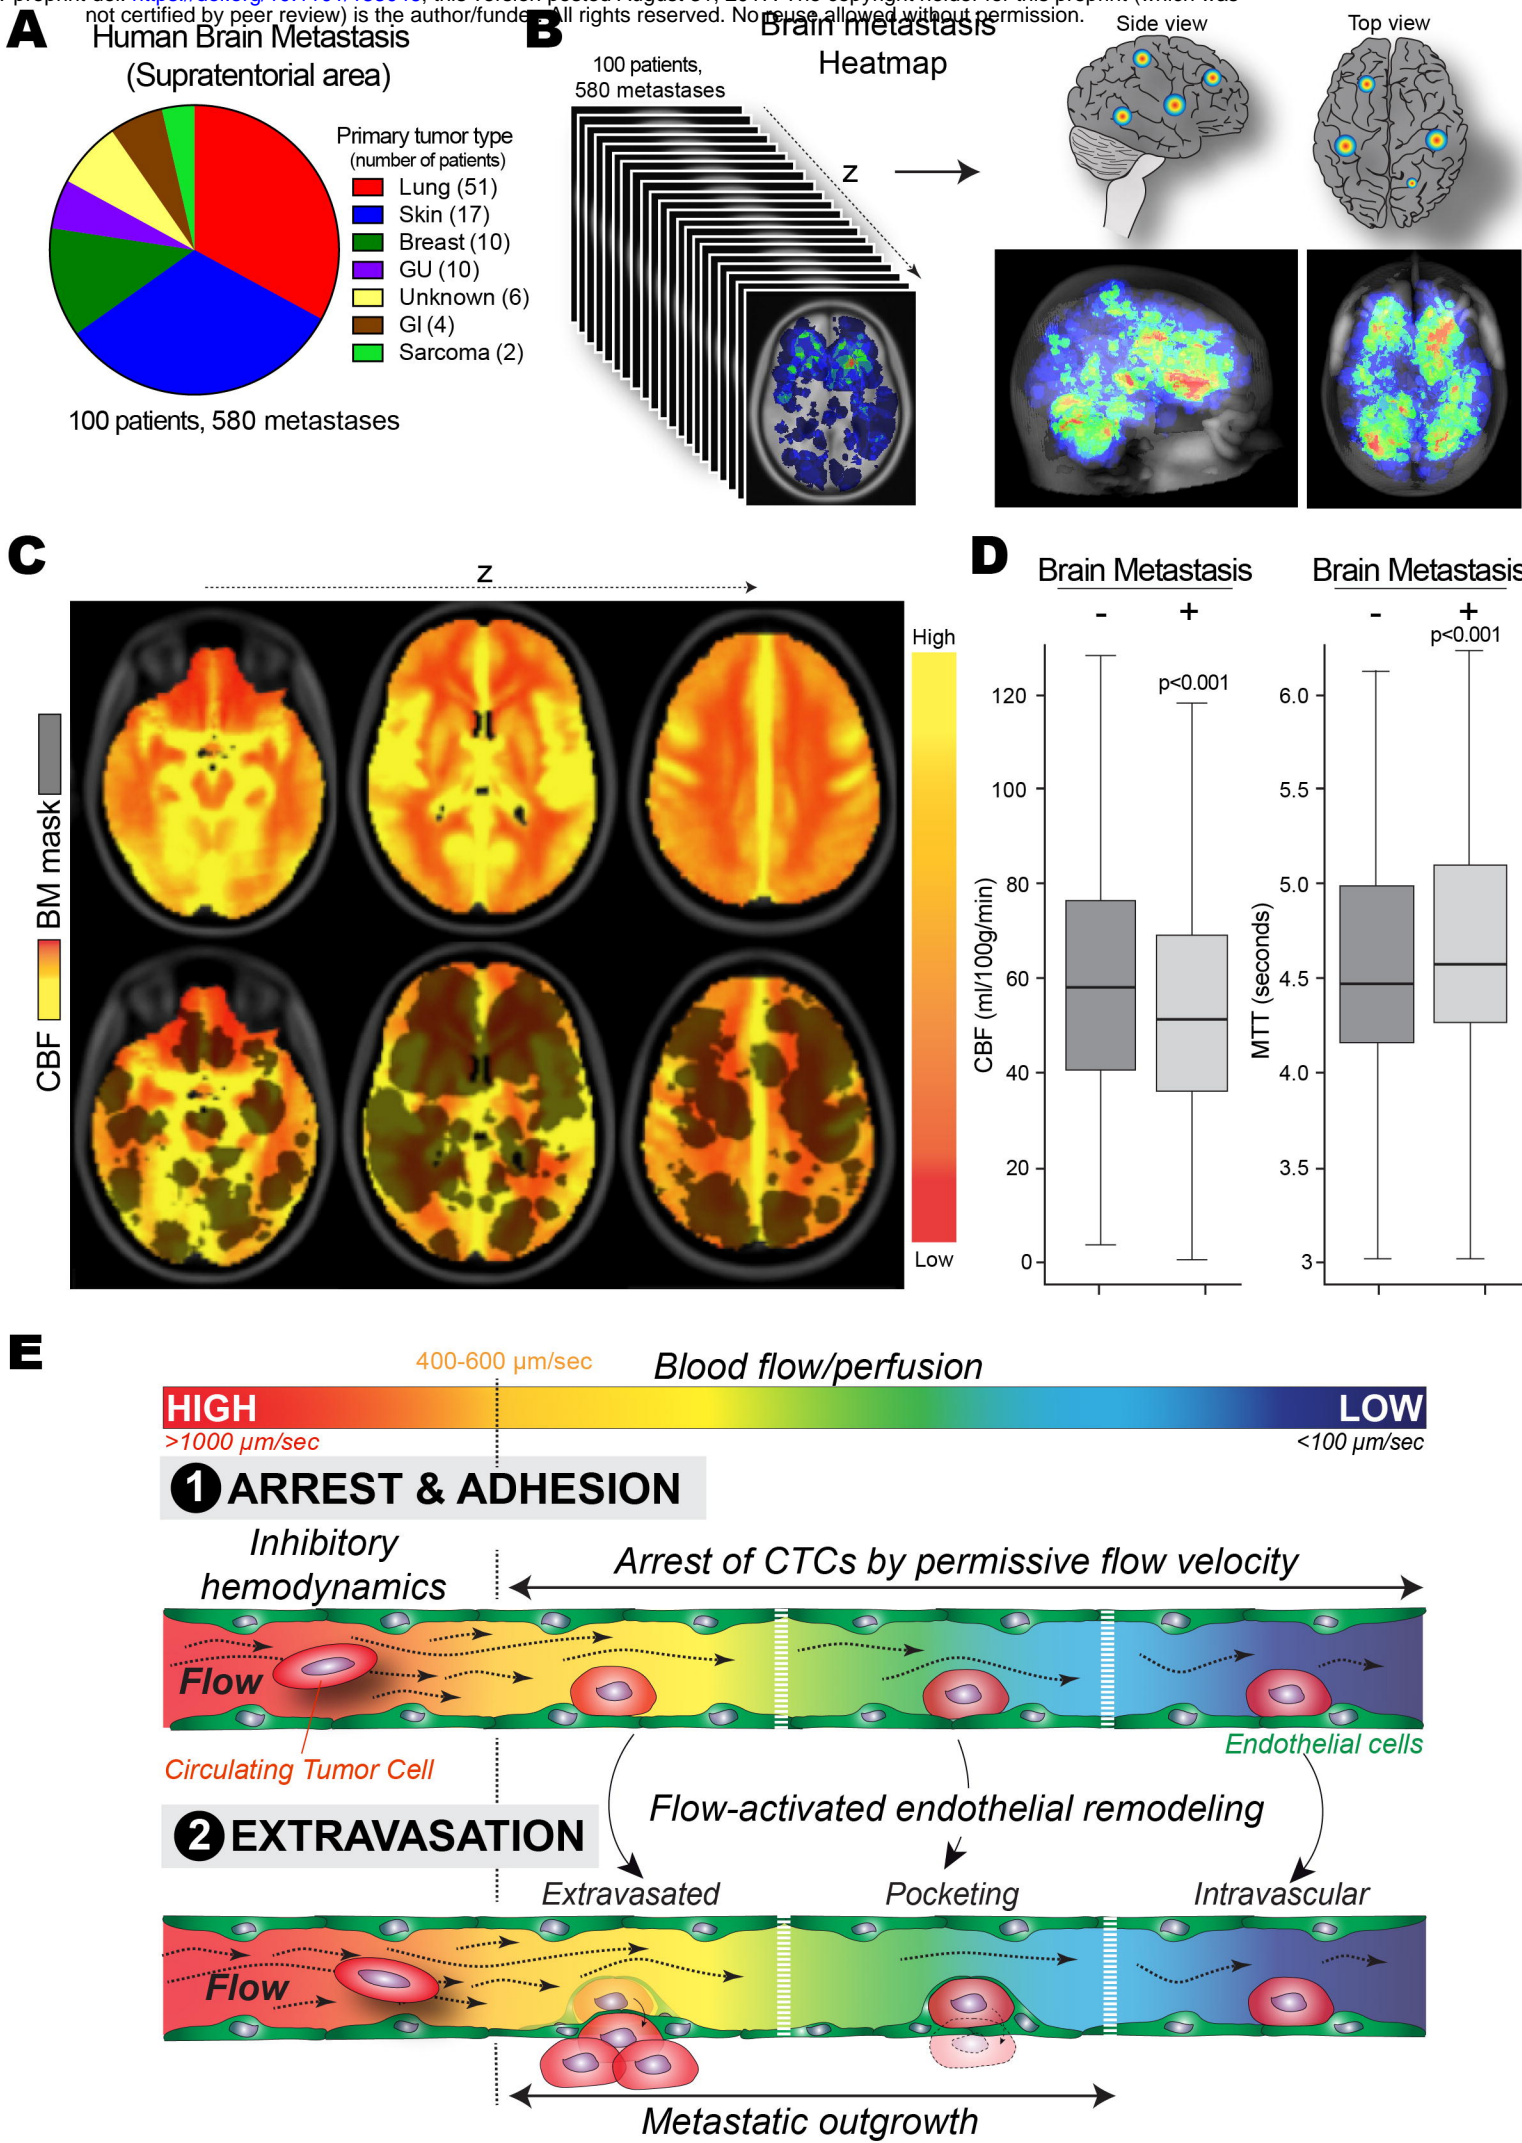 not certified by peer review) is the author/funder. All rights reserved. No reuse allowed without permission.
A
Human Brain Metastasis
(Supratentorial area)
Primary tumor type
(number of patients)
Lung (51)
Skin (17)
Breast (10)
GU (10)
Unknown (6)
GI (4)
Sarcoma (2)
100 patients, 580 metastases
B
Brain metastasis
Heatmap
100 patients,
580 metastases
z
Side view
Top view
C
z
BM mask
CBF
High
Low
D
Brain Metastasis
- +
p<0.001
CBF (ml/100g/min)
120
100
80
60
40
20
0
Brain Metastasis
- +
p<0.001
MTT (seconds)
6.0
5.5
5.0
4.5
4.0
3.5
3
E
400-600 µm/sec
Blood flow/perfusion
HIGH
LOW
>1000 µm/sec
<100 µm/sec
1 ARREST & ADHESION
Inhibitory
hemodynamics
Arrest of CTCs by permissive flow velocity
Flow
Circulating Tumor Cell
Endothelial cells
Flow-activated endothelial remodeling
2 EXTRAVASATION
Extravasated
Pocketing
Intravascular
Flow
Metastatic outgrowth